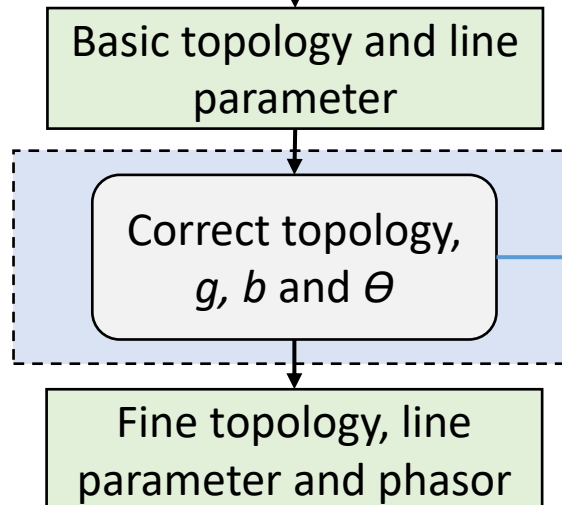 Basic topology and line
parameter
Correct topology,
g, b and Θ
Fine topology, line
parameter and phasor